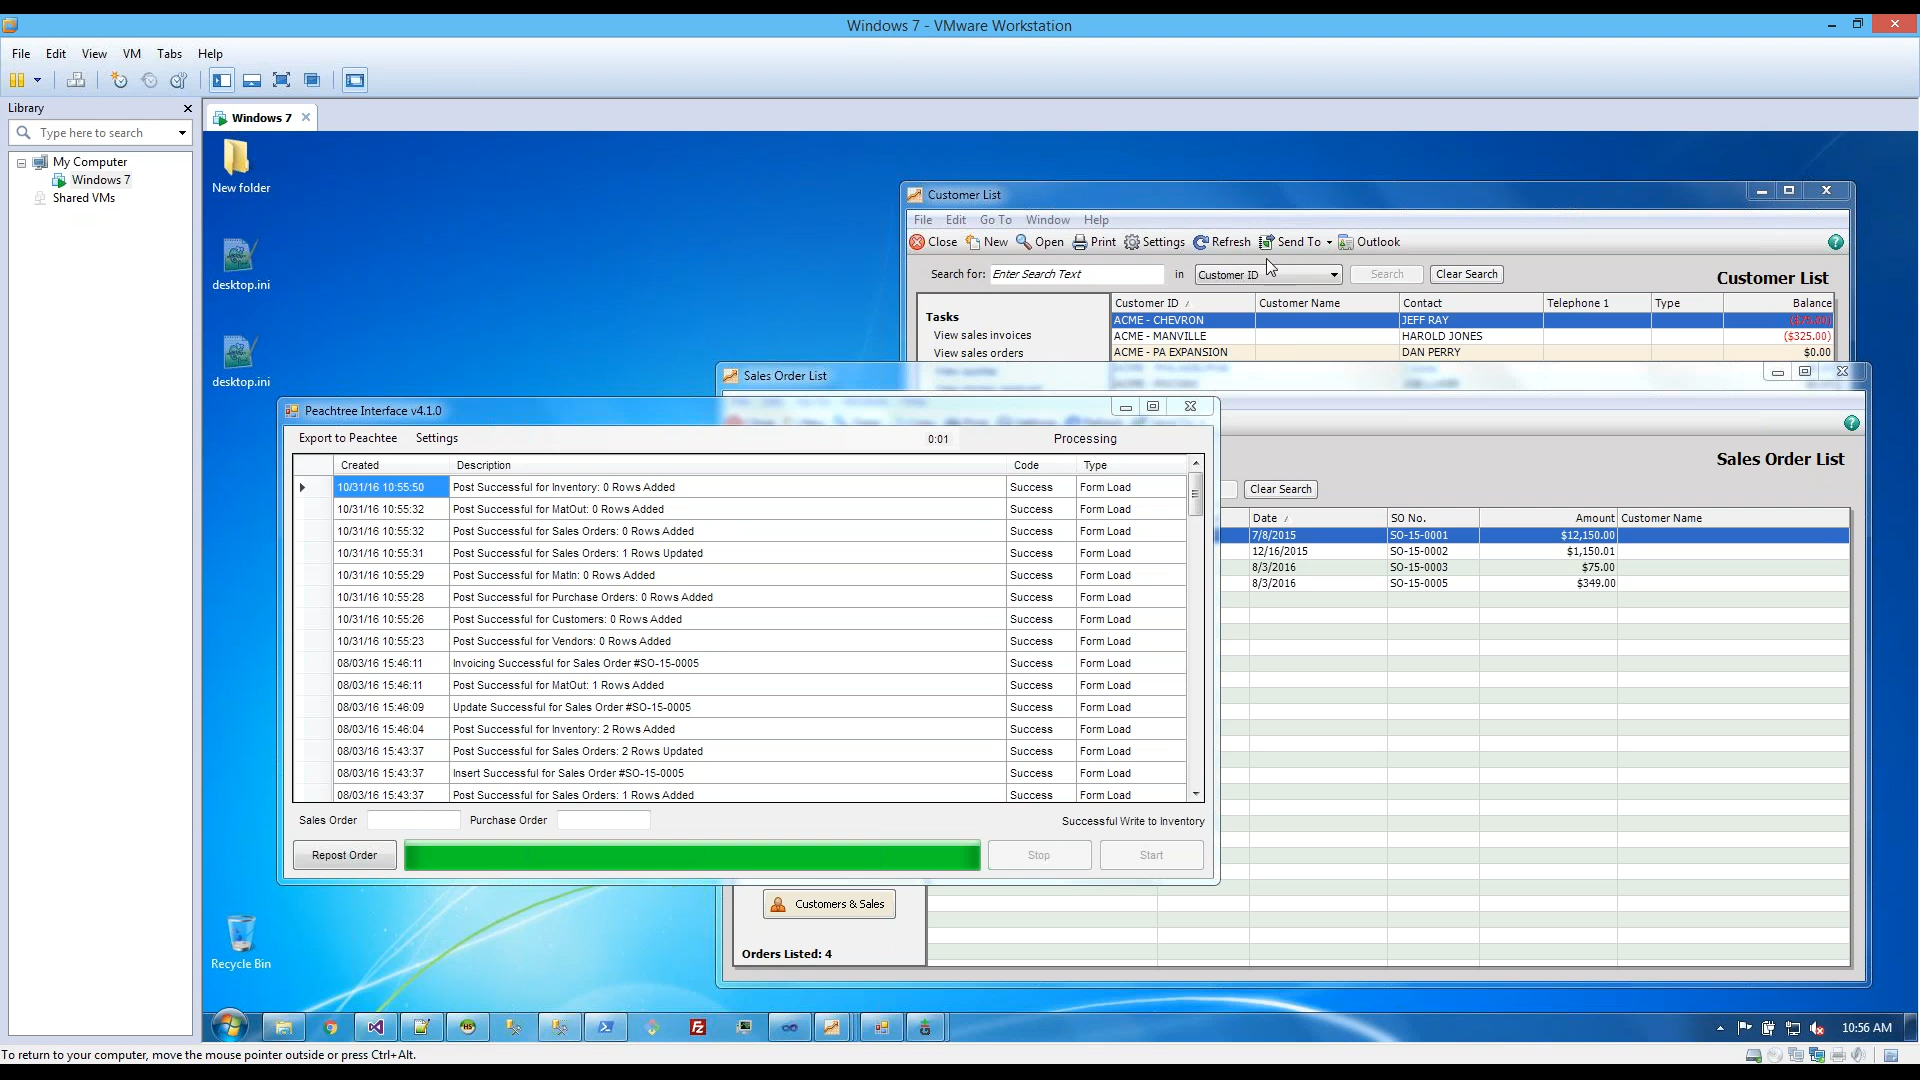 Windows 7 - VMware Workstation
File Edit View VM Tabs Help
Library
Type here to search
My Computer
Windows 7
Shared VMs
Windows 7
New folder
desktop.ini
desktop.ini
Recycle Bin
Customer List
File Edit Go To Window Help
Close New Open Print Settings Refresh Send To Outlook
Search for: Enter Search Text in Customer ID Search Clear Search
Customer List
Tasks
View sales invoices
View sales orders
Customer ID Customer Name Contact Telephone 1 Type Balance
ACME - CHEVRON JEFF RAY
ACME - MANVILLE HAROLD JONES ($325.00)
ACME - PA EXPANSION DAN PERRY $0.00
Sales Order List
Sales Order List
Clear Search
Date SO No. Amount Customer Name
7/8/2015 SO-15-0001 $12,150.00
12/16/2015 SO-15-0002 $1,150.01
8/3/2016 SO-15-0003 $75.00
8/3/2016 SO-15-0005 $349.00
Customers & Sales
Orders Listed: 4
Peachtree Interface v4.1.0
Export to Peachtee Settings 0:01 Processing
Created Description Code Type
10/31/16 10:55:50 Post Successful for Inventory: 0 Rows Added Success Form Load
10/31/16 10:55:32 Post Successful for MatOut: 0 Rows Added Success Form Load
10/31/16 10:55:32 Post Successful for Sales Orders: 0 Rows Added Success Form Load
10/31/16 10:55:31 Post Successful for Sales Orders: 1 Rows Updated Success Form Load
10/31/16 10:55:29 Post Successful for MatIn: 0 Rows Added Success Form Load
10/31/16 10:55:28 Post Successful for Purchase Orders: 0 Rows Added Success Form Load
10/31/16 10:55:26 Post Successful for Customers: 0 Rows Added Success Form Load
10/31/16 10:55:23 Post Successful for Vendors: 0 Rows Added Success Form Load
08/03/16 15:46:11 Invoicing Successful for Sales Order #SO-15-0005 Success Form Load
08/03/16 15:46:11 Post Successful for MatOut: 1 Rows Added Success Form Load
08/03/16 15:46:09 Update Successful for Sales Order #SO-15-0005 Success Form Load
08/03/16 15:46:04 Post Successful for Inventory: 2 Rows Added Success Form Load
08/03/16 15:43:37 Post Successful for Sales Orders: 2 Rows Updated Success Form Load
08/03/16 15:43:37 Insert Successful for Sales Order #SO-15-0005 Success Form Load
08/03/16 15:43:37 Post Successful for Sales Orders: 1 Rows Added Success Form Load
Sales Order Purchase Order Successful Write to Inventory
Repost Order Stop Start
10:56 AM
To return to your computer, move the mouse pointer outside or press Ctrl+Alt.